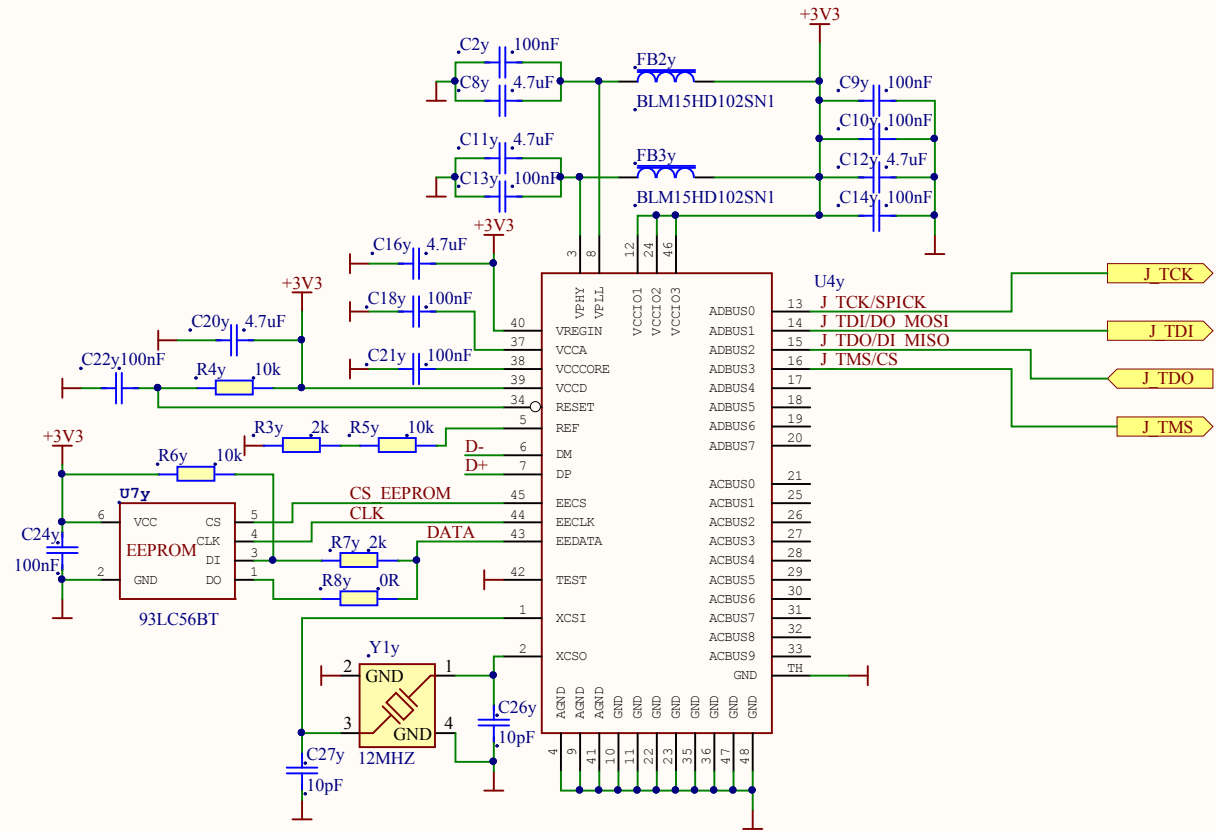 +3V3
C2y 100nF
C8y 4.7uF
FB2y
BLM15HD102SN1
C9y 100nF
C10y 100nF
C11y 4.7uF
C13y 100nF
FB3y
BLM15HD102SN1
C12y 4.7uF
C14y 100nF
+3V3
C16y 4.7uF
C18y 100nF
C21y 100nF
+3V3
C20y 4.7uF
C22y 100nF
R4y 10k
R3y 2k
R5y 10k
D-
D+
+3V3
R6y 10k
U7y
6 VCC CS 5
CLK 4
EEPROM
DI 3
2 GND DO 1
93LC56BT
C24y
100nF
CS_EEPROM
CLK
DATA
R7y 2k
R8y 0R
Y1y
2 GND 1
3 GND 4
12MHZ
C26y
10pF
C27y
10pF
U4y
3 VPHY
8 VPLL
12 VCCIO1
24 VCCIO2
46 VCCIO3
40 VREGIN
37 VCCA
38 VCCCORE
39 VCCD
34 RESET
5 REF
6 DM
7 DP
45 EECS
44 EECLK
43 EEDATA
42 TEST
1 XCSI
2 XCSO
ADBUS0 13 J_TCK/SPICK
ADBUS1 14 J_TDI/DO_MOSI
ADBUS2 15 J_TDO/DI_MISO
ADBUS3 16 J_TMS/CS
ADBUS4 17
ADBUS5 18
ADBUS6 19
ADBUS7 20
ACBUS0 21
ACBUS1 25
ACBUS2 26
ACBUS3 27
ACBUS4 28
ACBUS5 29
ACBUS6 30
ACBUS7 31
ACBUS8 32
ACBUS9 33
GND TH
AGND 4
AGND 9
AGND 41
GND 10
GND 11
GND 22
GND 23
GND 35
GND 36
GND 47
GND 48
J_TCK
J_TDI
J_TDO
J_TMS